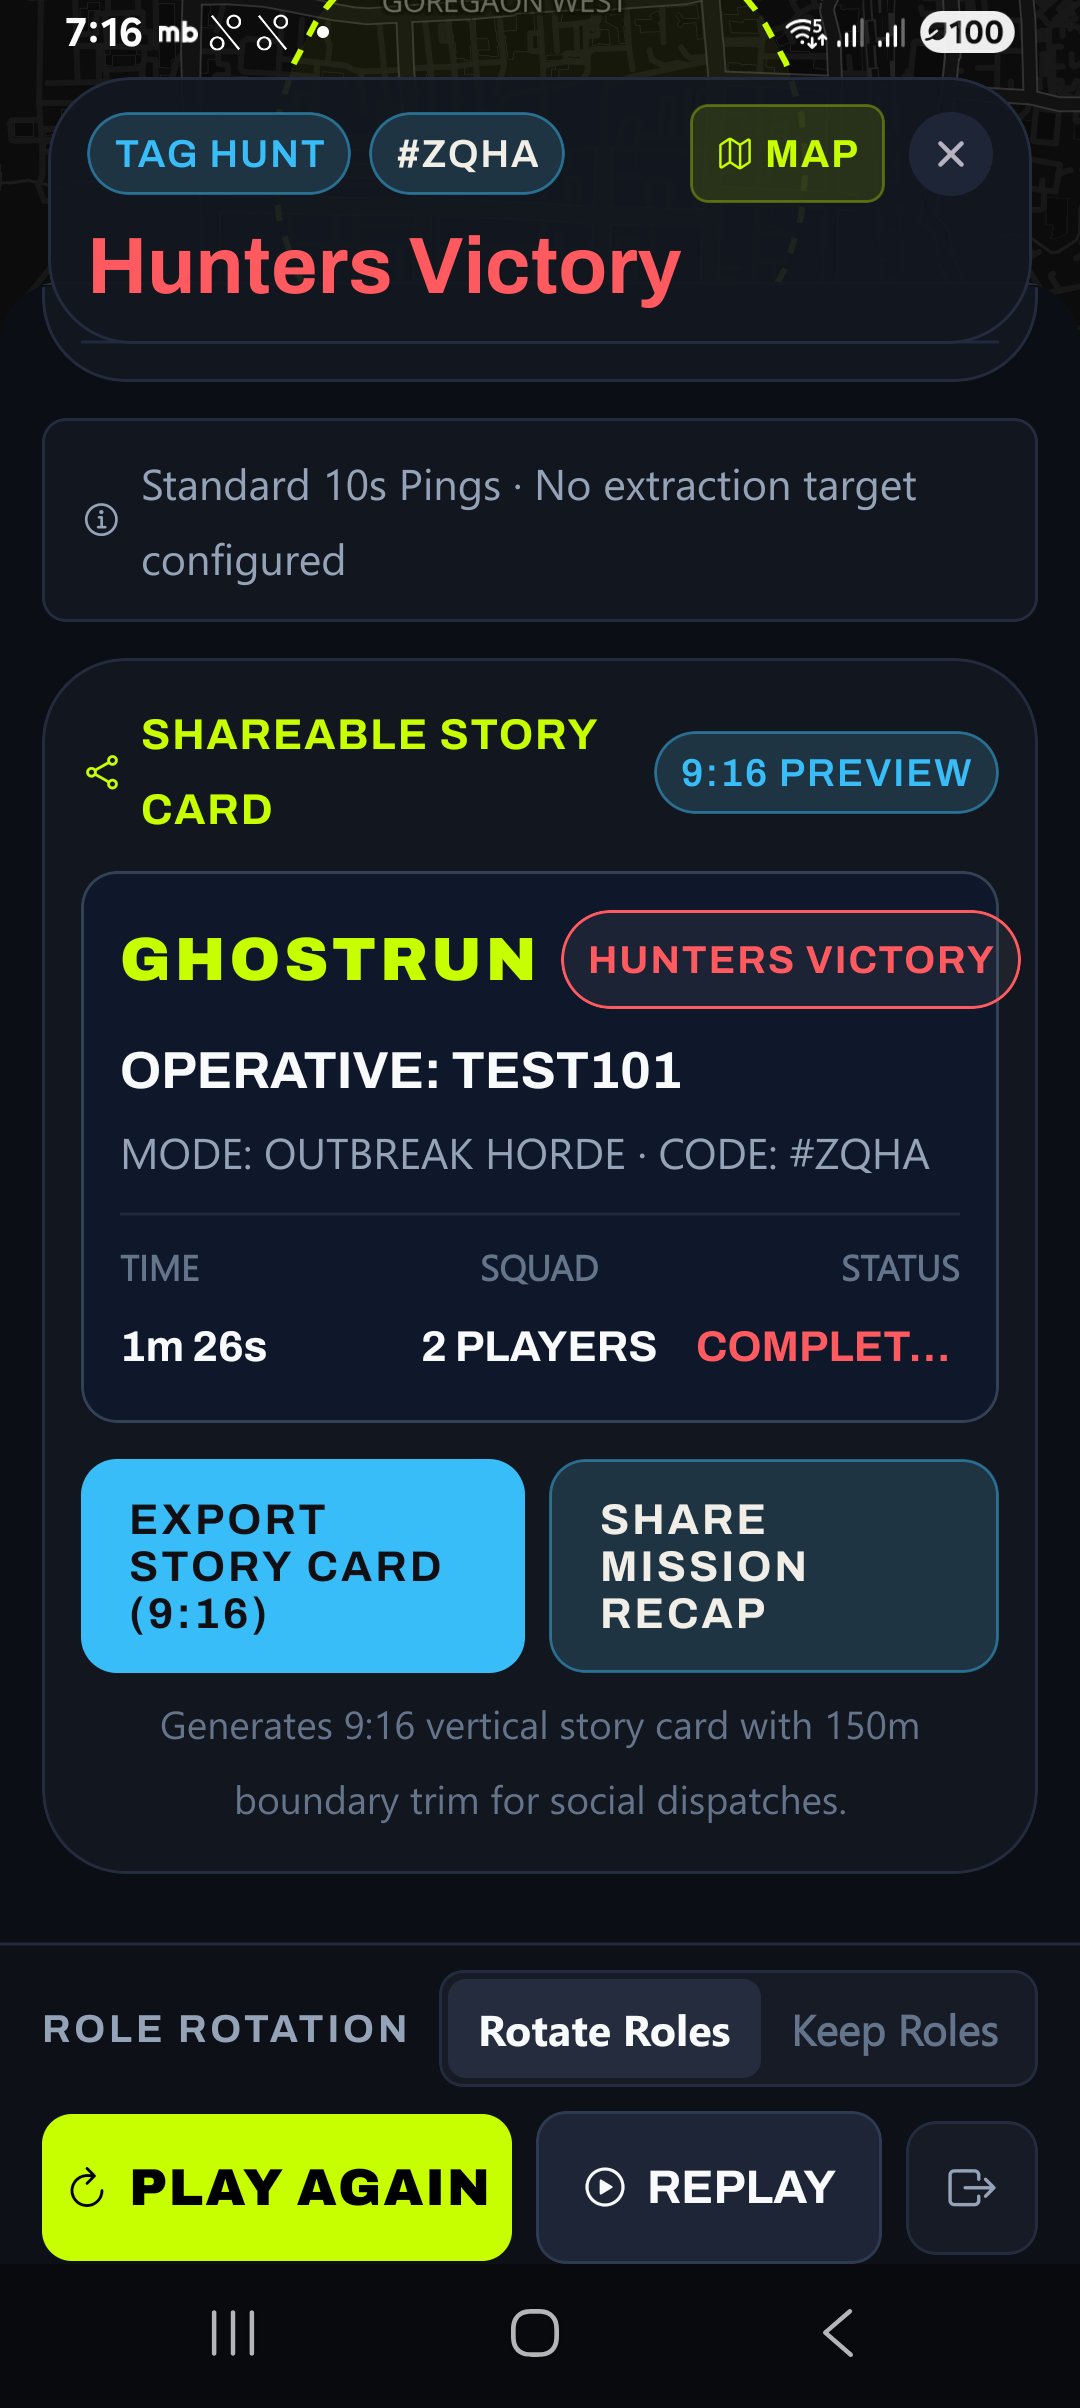 GOREGAON WEST
7:16 mb
5
100
TAG HUNT
#ZQHA
MAP
Hunters Victory
Standard 10s Pings · No extraction target
configured
SHAREABLE STORY
CARD
9:16 PREVIEW
GHOSTRUN
HUNTERS VICTORY
OPERATIVE: TEST101
MODE: OUTBREAK HORDE · CODE: #ZQHA
TIME
SQUAD
STATUS
1m 26s
2 PLAYERS
COMPLET...
EXPORT
STORY CARD
(9:16)
SHARE
MISSION
RECAP
Generates 9:16 vertical story card with 150m
boundary trim for social dispatches.
ROLE ROTATION
Rotate Roles
Keep Roles
PLAY AGAIN
REPLAY